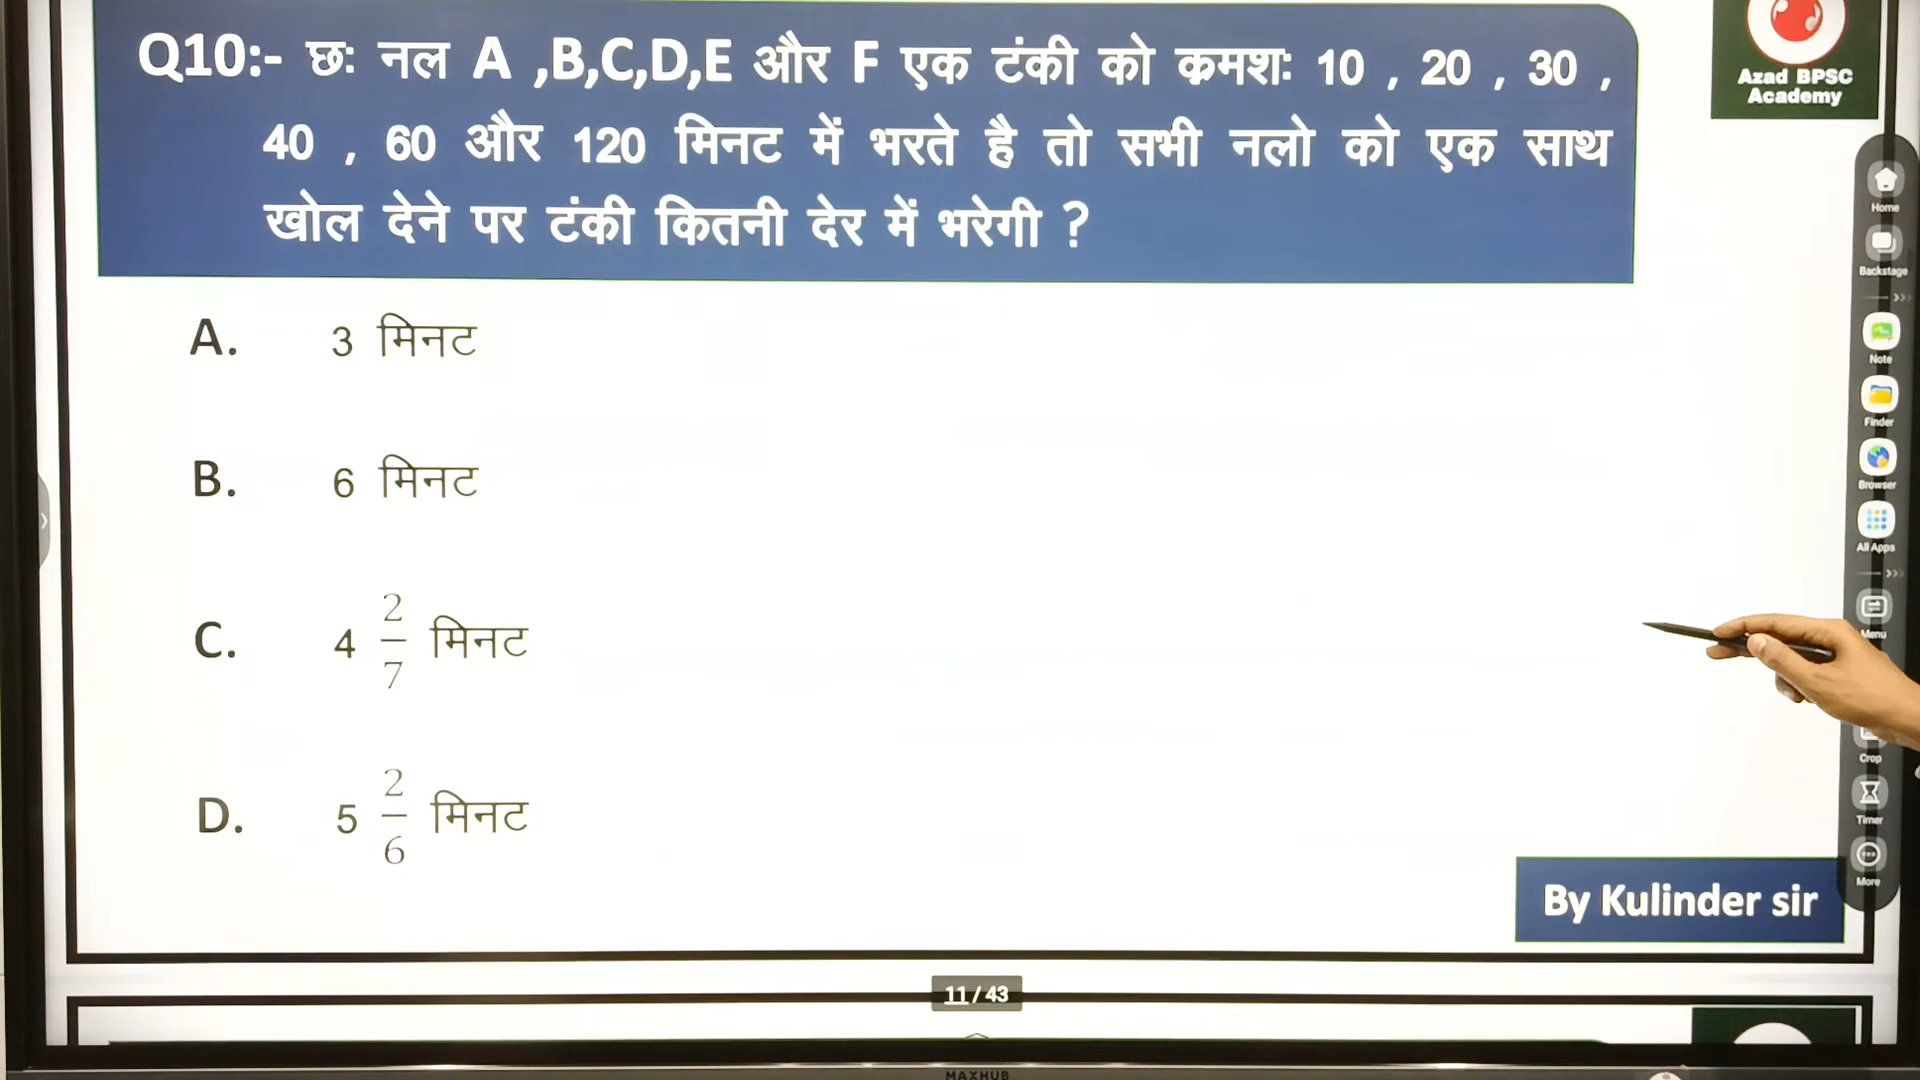 Q10:- छः नल A ,B,C,D,E और F एक टंकी को क्रमशः 10 , 20 , 30 ,
40 , 60 और 120 मिनट में भरते है तो सभी नलो को एक साथ
खोल देने पर टंकी कितनी देर में भरेगी ?
A. 3 मिनट
B. 6 मिनट
C. 4 2/7 मिनट
D. 5 2/6 मिनट
By Kulinder sir
11 / 43
Azad BPSC
Academy
Home
Backstage
Note
Finder
Browser
All Apps
Menu
Crop
Timer
More
MAXHUB